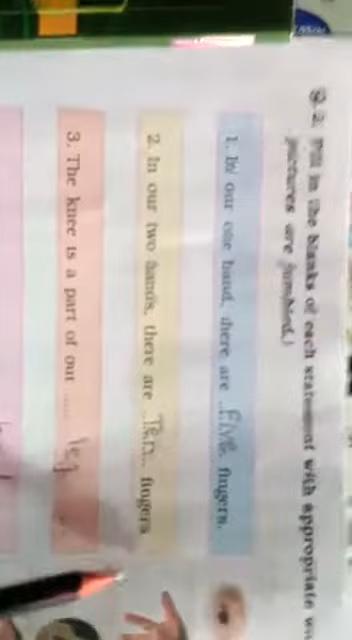 Q.2. Fill in the blanks of each statement with appropriate
pictures are jumbled.)
1. In our one hand, there are ..Five.. fingers.
2. In our two hands, there are ..Ten... fingers
3. The knee is a part of our .... leg